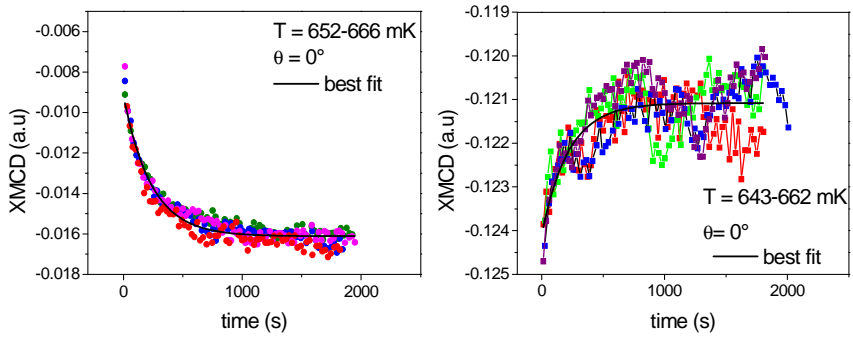 -0.006
-0.008
-0.010
-0.012
-0.014
-0.016
-0.018
XMCD (a.u)
T = 652-666 mK
θ = 0°
best fit
0
1000
2000
time (s)
-0.119
-0.120
-0.121
-0.122
-0.123
-0.124
-0.125
XMCD (a.u)
T = 643-662 mK
θ= 0°
best fit
0
1000
2000
time (s)